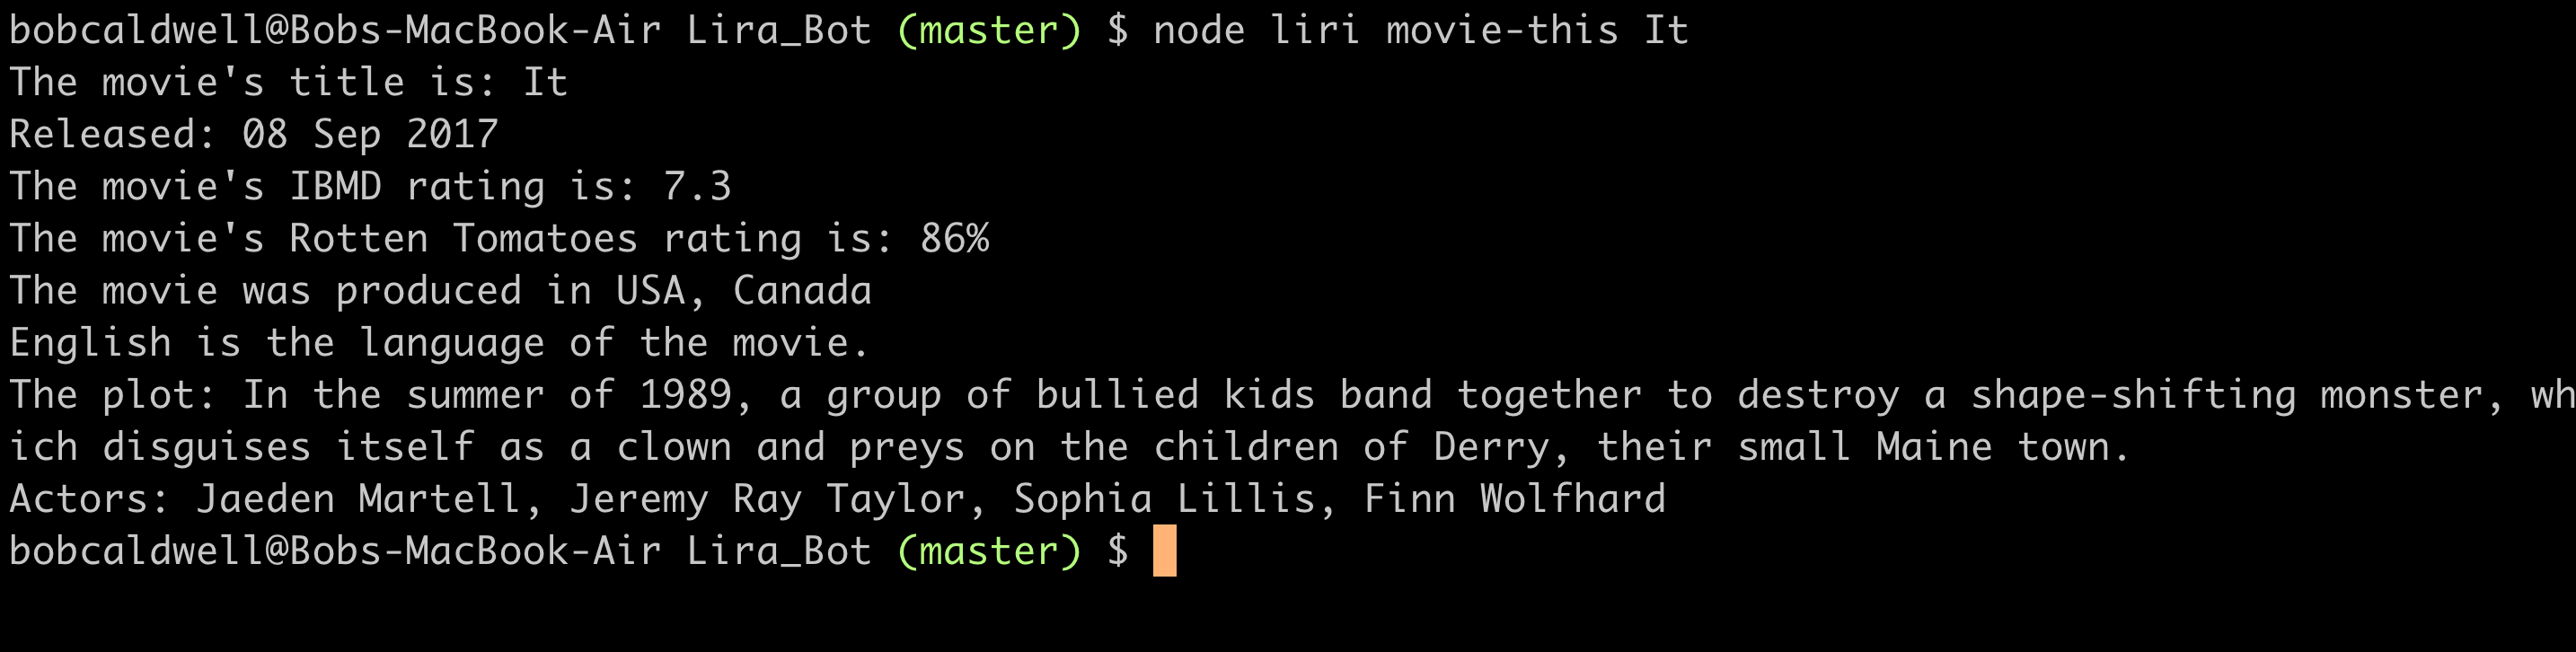 bobcaldwell@Bobs-MacBook-Air Lira_Bot (master) $ node liri movie-this It
The movie's title is: It
Released: 08 Sep 2017
The movie's IBMD rating is: 7.3
The movie's Rotten Tomatoes rating is: 86%
The movie was produced in USA, Canada
English is the language of the movie.
The plot: In the summer of 1989, a group of bullied kids band together to destroy a shape-shifting monster, wh
ich disguises itself as a clown and preys on the children of Derry, their small Maine town.
Actors: Jaeden Martell, Jeremy Ray Taylor, Sophia Lillis, Finn Wolfhard
bobcaldwell@Bobs-MacBook-Air Lira_Bot (master) $